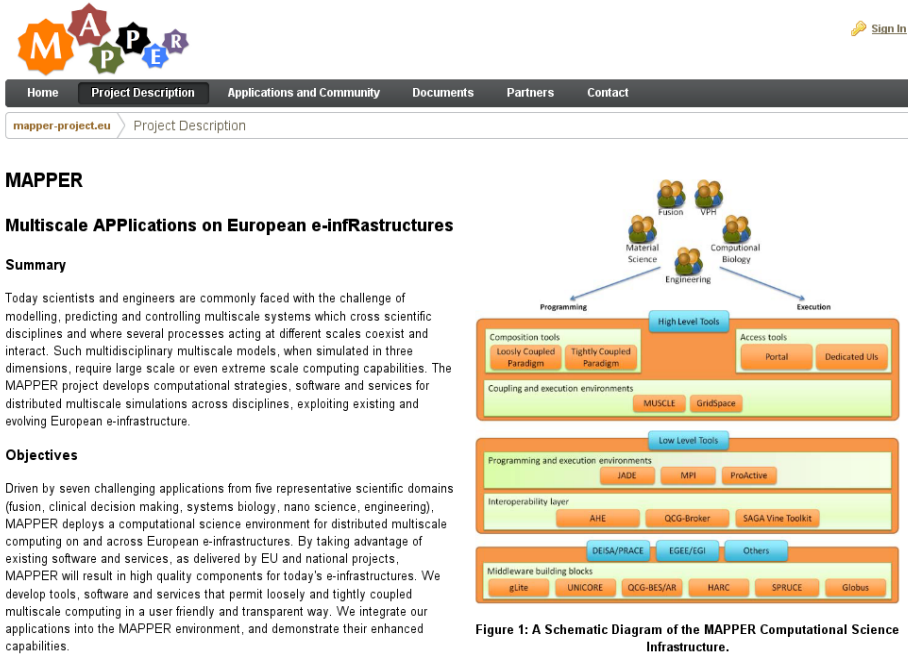 MAPPER
Sign In
Home Project Description Applications and Community Documents Partners Contact
mapper-project.eu Project Description
MAPPER
Multiscale APPlications on European e-infRastructures
Summary
Today scientists and engineers are commonly faced with the challenge of
modelling, predicting and controlling multiscale systems which cross scientific
disciplines and where several processes acting at different scales coexist and
interact. Such multidisciplinary multiscale models, when simulated in three
dimensions, require large scale or even extreme scale computing capabilities. The
MAPPER project develops computational strategies, software and services for
distributed multiscale simulations across disciplines, exploiting existing and
evolving European e-infrastructure.
Objectives
Driven by seven challenging applications from five representative scientific domains
(fusion, clinical decision making, systems biology, nano science, engineering),
MAPPER deploys a computational science environment for distributed multiscale
computing on and across European e-infrastructures. By taking advantage of
existing software and services, as delivered by EU and national projects,
MAPPER will result in high quality components for today's e-infrastructures. We
develop tools, software and services that permit loosely and tightly coupled
multiscale computing in a user friendly and transparent way. We integrate our
applications into the MAPPER environment, and demonstrate their enhanced
capabilities.
Fusion VPH
Material Computional
Science Biology
Engineering
Programming Execution
High Level Tools
Composition tools Access tools
Loosly Coupled Tightly Coupled Portal Dedicated UIs
Paradigm Paradigm
Coupling and execution environments
MUSCLE GridSpace
Low Level Tools
Programming and execution environments
JADE MPI ProActive
Interoperability layer
AHE QCG-Broker SAGA Vine Toolkit
DEISA/PRACE EGEE/EGI Others
Middleware building blocks
gLite UNICORE QCG-BES/AR HARC SPRUCE Globus
Figure 1: A Schematic Diagram of the MAPPER Computational Science
Infrastructure.